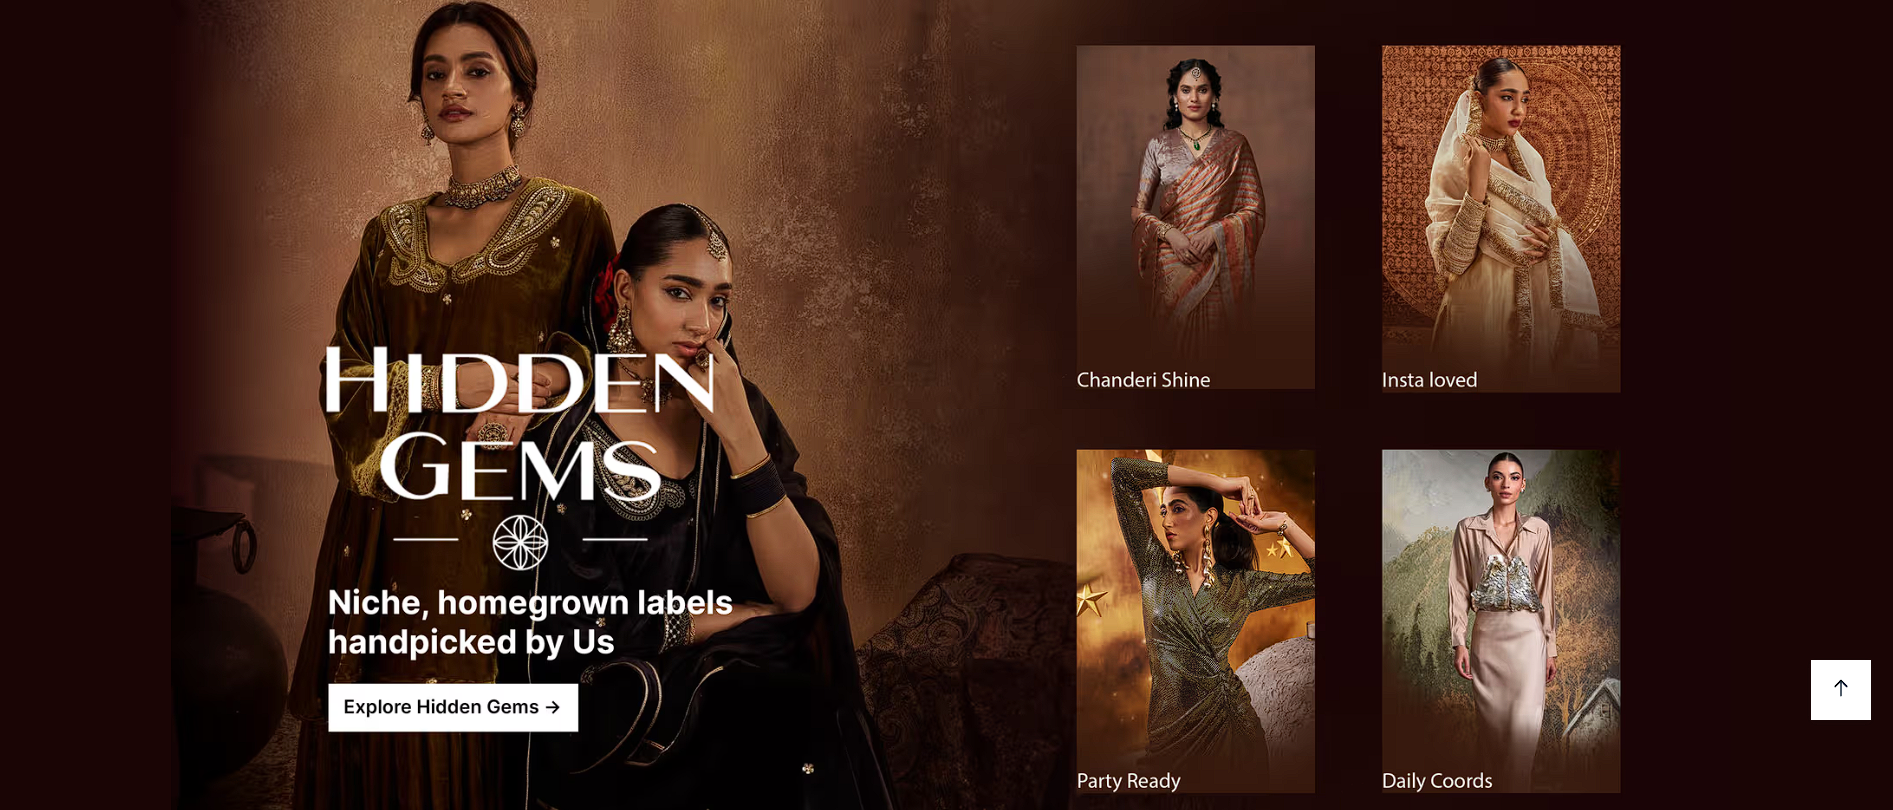 HIDDEN
GEMS
Niche, homegrown labels
handpicked by Us
Explore Hidden Gems →
Chanderi Shine
Insta loved
Party Ready
Daily Coords